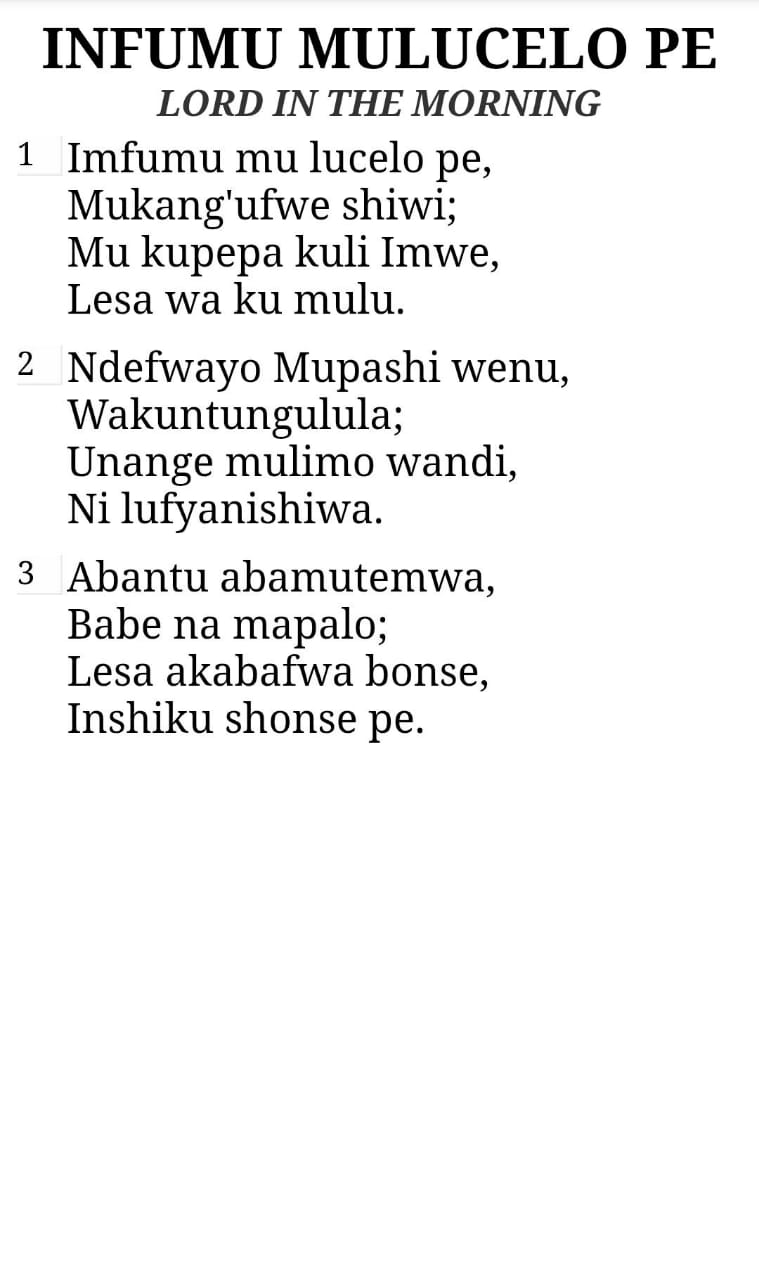 INFUMU MULUCELO PE
LORD IN THE MORNING
1 Imfumu mu lucelo pe,
Mukang'ufwe shiwi;
Mu kupepa kuli Imwe,
Lesa wa ku mulu.
2 Ndefwayo Mupashi wenu,
Wakuntungulula;
Unange mulimo wandi,
Ni lufyanishiwa.
3 Abantu abamutemwa,
Babe na mapalo;
Lesa akabafwa bonse,
Inshiku shonse pe.